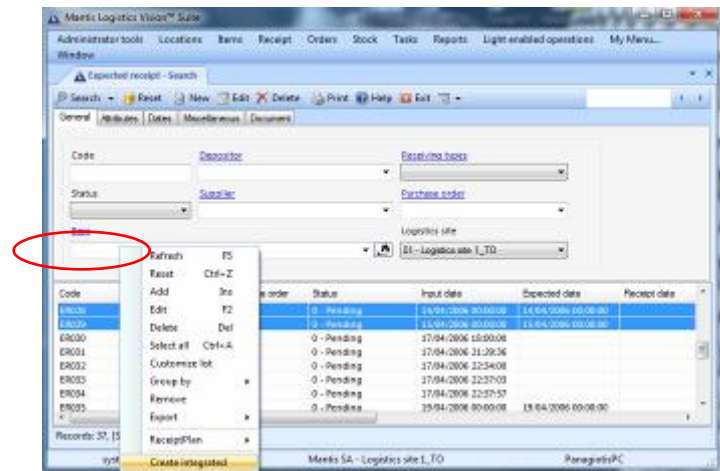 Mantis Logistics Vision™ Suite
Administrator tools Locations Items Receipt Orders Stock Tasks Reports Light enabled operations My Menu...
Window
Expected receipt - Search
Search Reset New Edit Delete Print Help Exit
General Attributes Dates Miscellaneous Document
Code Depositor Receiving types
Status Supplier Purchase order
Item Logistics site
01 - Logistics site 1_TO
Code order Status Input date Expected date Receipt date
ER028 0 - Pending 14/04/2006 00:00:00 14/04/2006 00:00:00
ER029 0 - Pending 15/04/2006 00:00:00 15/04/2006 00:00:00
ER030 0 - Pending 17/04/2006 18:00:00
ER031 0 - Pending 17/04/2006 21:29:36
ER032 0 - Pending 17/04/2006 22:34:00
ER033 0 - Pending 17/04/2006 22:37:03
ER034 0 - Pending 17/04/2006 22:37:57
ER035 0 - Pending 19/04/2006 00:00:00 19/04/2006 00:00:00
Refresh F5
Reset Ctrl-Z
Add Ins
Edit F2
Delete Del
Select all Ctrl-A
Customize list
Group by
Remove
Export
ReceiptPlan
Create integrated
Records: 37, [S
syst Mantis SA - Logistics site 1_TO PanagiotisPC